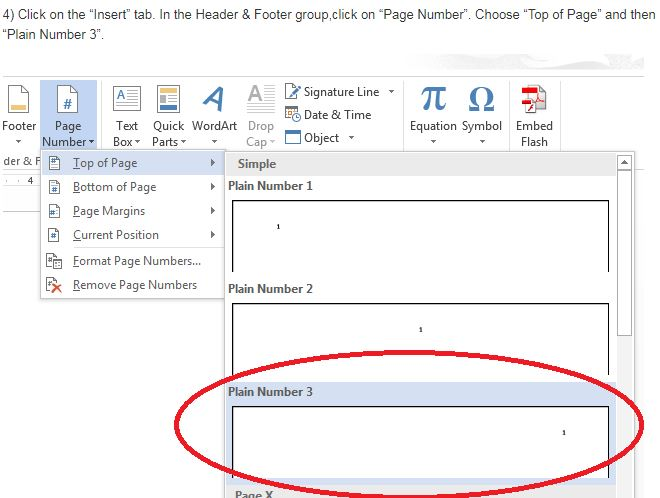 4) Click on the “Insert” tab. In the Header & Footer group,click on “Page Number”. Choose “Top of Page” and then
“Plain Number 3”.
Footer
Page
Number
Text
Box
Quick
Parts
WordArt
Drop
Cap
Signature Line
Date & Time
Object
Equation
Symbol
Embed
Flash
der & F
4
Top of Page
Bottom of Page
Page Margins
Current Position
Format Page Numbers...
Remove Page Numbers
Simple
Plain Number 1
1
Plain Number 2
1
Plain Number 3
1
Page X